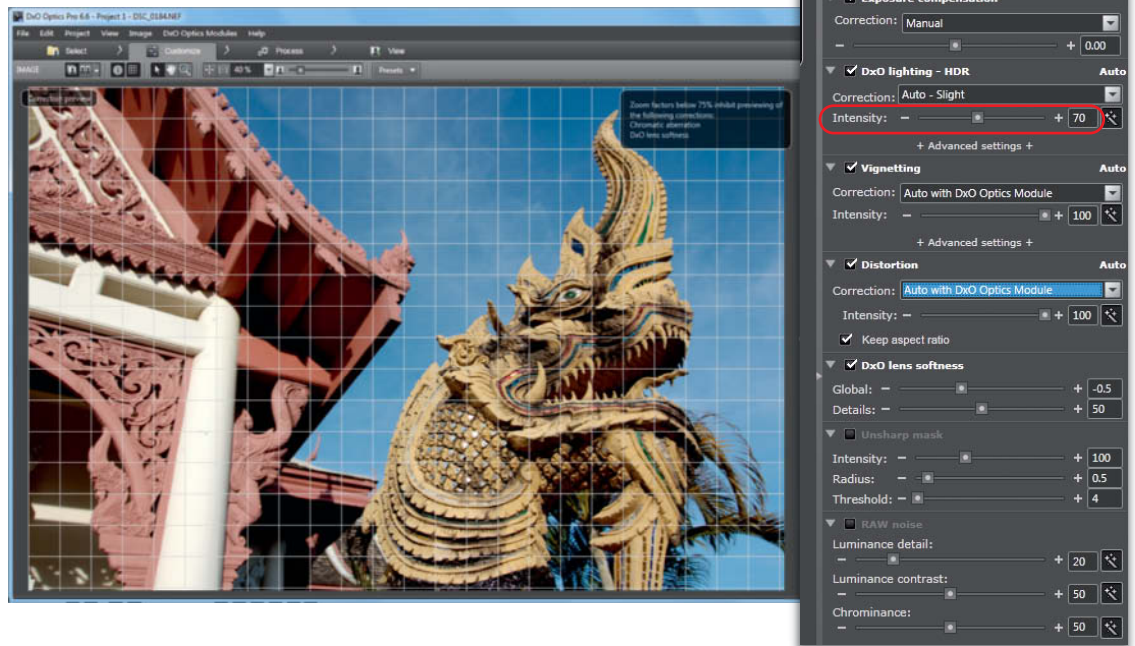 DxO Optics Pro 6.6 - Project 1 - DSC_0184.NEF
File Edit Project View Image DxO Optics Modules Help
Select Customize Process View
IMAGE 40 % Presets
Correction preview
Zoom factors below 75% inhibit previewing of
the following corrections:
Chromatic aberration
DxO lens softness
Exposure compensation
Correction: Manual
− + 0.00
DxO lighting - HDR Auto
Correction: Auto - Slight
Intensity: − + 70
+ Advanced settings +
Vignetting Auto
Correction: Auto with DxO Optics Module
Intensity: − + 100
+ Advanced settings +
Distortion Auto
Correction: Auto with DxO Optics Module
Intensity: − + 100
Keep aspect ratio
DxO lens softness
Global: − + -0.5
Details: − + 50
Unsharp mask
Intensity: − + 100
Radius: − + 0.5
Threshold: − + 4
RAW noise
Luminance detail:
− + 20
Luminance contrast:
− + 50
Chrominance:
− + 50